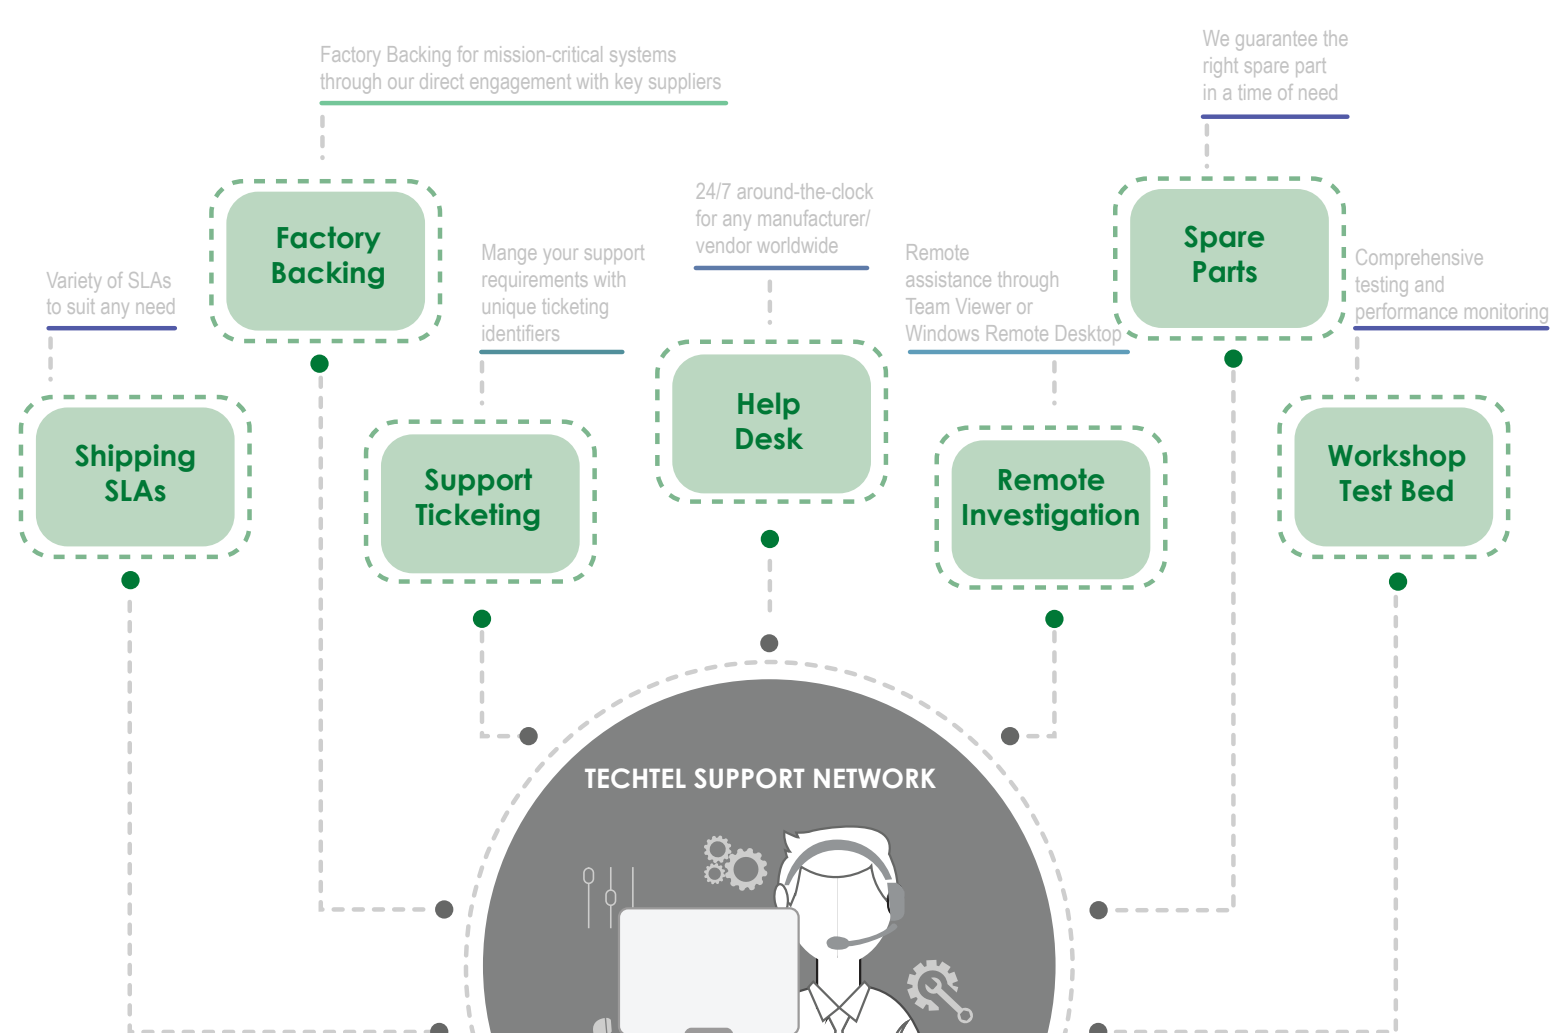 Factory Backing for mission-critical systems
through our direct engagement with key suppliers
Factory
Backing
We guarantee the
right spare part
in a time of need
Spare
Parts
Variety of SLAs
to suit any need
Shipping
SLAs
Mange your support
requirements with
unique ticketing
identifiers
Support
Ticketing
24/7 around-the-clock
for any manufacturer/
vendor worldwide
Help
Desk
Remote
assistance through
Team Viewer or
Windows Remote Desktop
Remote
Investigation
Comprehensive
testing and
performance monitoring
Workshop
Test Bed
TECHTEL SUPPORT NETWORK